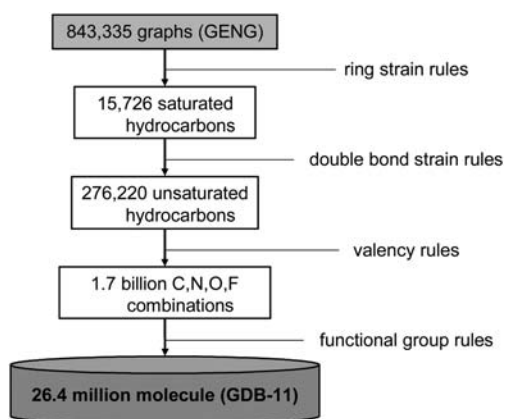 843,335 graphs (GENG)
ring strain rules
15,726 saturated
hydrocarbons
double bond strain rules
276,220 unsaturated
hydrocarbons
valency rules
1.7 billion C,N,O,F
combinations
functional group rules
26.4 million molecule (GDB-11)